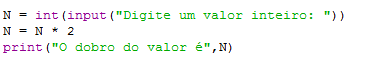 N = int(input("Digite um valor inteiro: "))
N = N * 2
print("O dobro do valor é",N)